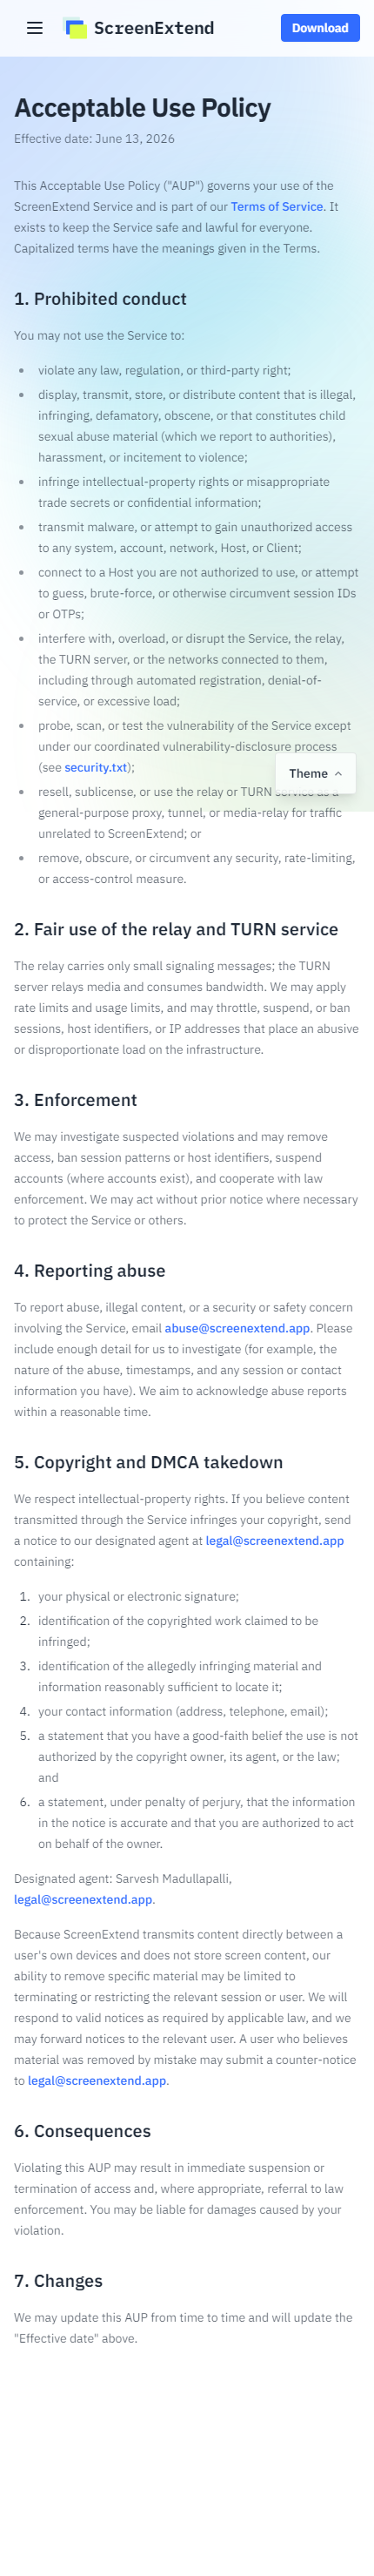 ScreenExtend
Download
Acceptable Use Policy
Effective date: June 13, 2026
This Acceptable Use Policy ("AUP") governs your use of the
ScreenExtend Service and is part of our Terms of Service. It
exists to keep the Service safe and lawful for everyone.
Capitalized terms have the meanings given in the Terms.
1. Prohibited conduct
You may not use the Service to:
• violate any law, regulation, or third-party right;
• display, transmit, store, or distribute content that is illegal,
infringing, defamatory, obscene, or that constitutes child
sexual abuse material (which we report to authorities),
harassment, or incitement to violence;
• infringe intellectual-property rights or misappropriate
trade secrets or confidential information;
• transmit malware, or attempt to gain unauthorized access
to any system, account, network, Host, or Client;
• connect to a Host you are not authorized to use, or attempt
to guess, brute-force, or otherwise circumvent session IDs
or OTPs;
• interfere with, overload, or disrupt the Service, the relay,
the TURN server, or the networks connected to them,
including through automated registration, denial-of-
service, or excessive load;
• probe, scan, or test the vulnerability of the Service except
under our coordinated vulnerability-disclosure process
(see security.txt);
Theme
• resell, sublicense, or use the relay or TURN service as a
general-purpose proxy, tunnel, or media-relay for traffic
unrelated to ScreenExtend; or
• remove, obscure, or circumvent any security, rate-limiting,
or access-control measure.
2. Fair use of the relay and TURN service
The relay carries only small signaling messages; the TURN
server relays media and consumes bandwidth. We may apply
rate limits and usage limits, and may throttle, suspend, or ban
sessions, host identifiers, or IP addresses that place an abusive
or disproportionate load on the infrastructure.
3. Enforcement
We may investigate suspected violations and may remove
access, ban session patterns or host identifiers, suspend
accounts (where accounts exist), and cooperate with law
enforcement. We may act without prior notice where necessary
to protect the Service or others.
4. Reporting abuse
To report abuse, illegal content, or a security or safety concern
involving the Service, email abuse@screenextend.app. Please
include enough detail for us to investigate (for example, the
nature of the abuse, timestamps, and any session or contact
information you have). We aim to acknowledge abuse reports
within a reasonable time.
5. Copyright and DMCA takedown
We respect intellectual-property rights. If you believe content
transmitted through the Service infringes your copyright, send
a notice to our designated agent at legal@screenextend.app
containing:
1. your physical or electronic signature;
2. identification of the copyrighted work claimed to be
infringed;
3. identification of the allegedly infringing material and
information reasonably sufficient to locate it;
4. your contact information (address, telephone, email);
5. a statement that you have a good-faith belief the use is not
authorized by the copyright owner, its agent, or the law;
and
6. a statement, under penalty of perjury, that the information
in the notice is accurate and that you are authorized to act
on behalf of the owner.
Designated agent: Sarvesh Madullapalli,
legal@screenextend.app.
Because ScreenExtend transmits content directly between a
user's own devices and does not store screen content, our
ability to remove specific material may be limited to
terminating or restricting the relevant session or user. We will
respond to valid notices as required by applicable law, and we
may forward notices to the relevant user. A user who believes
material was removed by mistake may submit a counter-notice
to legal@screenextend.app.
6. Consequences
Violating this AUP may result in immediate suspension or
termination of access and, where appropriate, referral to law
enforcement. You may be liable for damages caused by your
violation.
7. Changes
We may update this AUP from time to time and will update the
"Effective date" above.